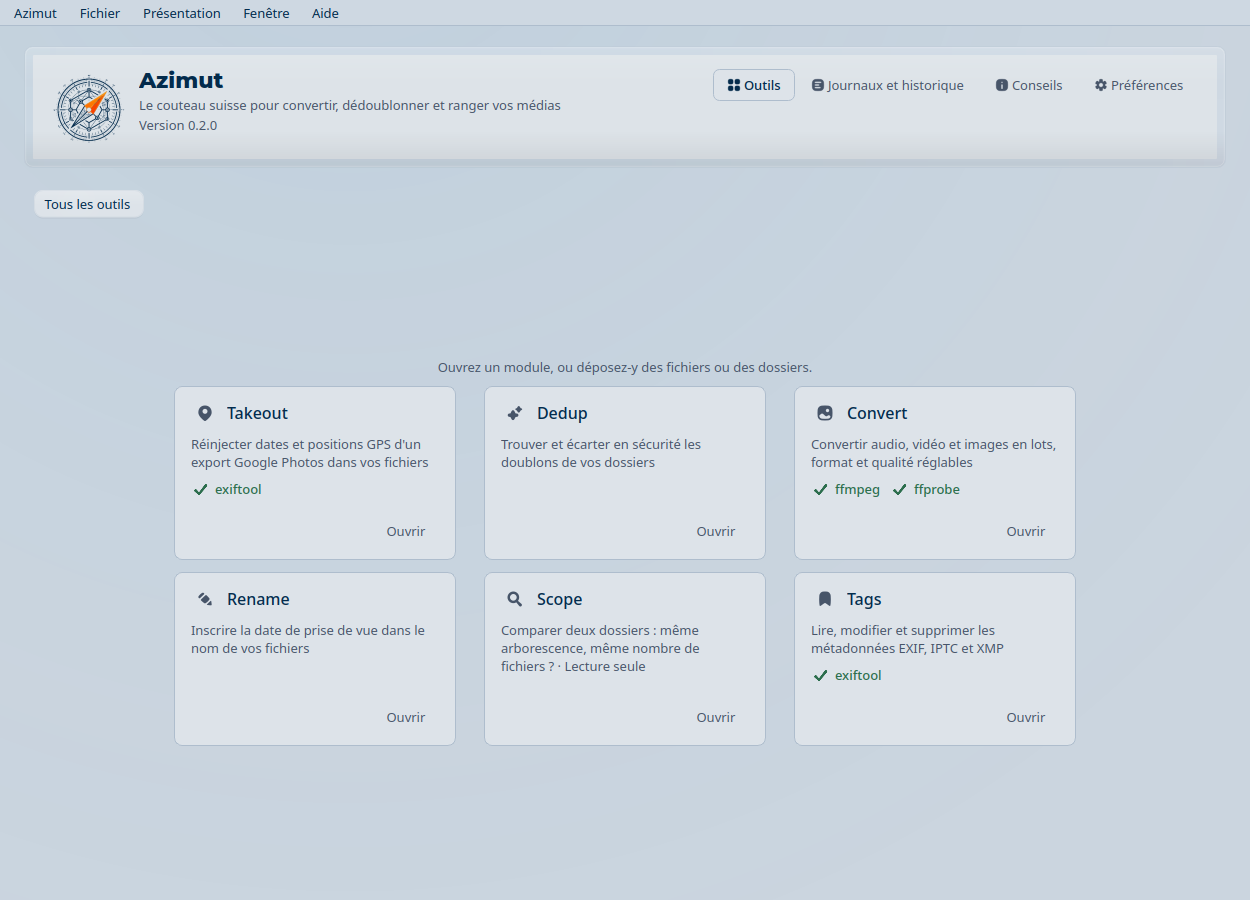 Azimut Fichier Présentation Fenêtre Aide
Azimut
Le couteau suisse pour convertir, dédoublonner et ranger vos médias
Version 0.2.0
Outils Journaux et historique Conseils Préférences
Tous les outils
Ouvrez un module, ou déposez-y des fichiers ou des dossiers.
Takeout
Réinjecter dates et positions GPS d'un
export Google Photos dans vos fichiers
exiftool
Ouvrir
Dedup
Trouver et écarter en sécurité les
doublons de vos dossiers
Ouvrir
Convert
Convertir audio, vidéo et images en lots,
format et qualité réglables
ffmpeg ffprobe
Ouvrir
Rename
Inscrire la date de prise de vue dans le
nom de vos fichiers
Ouvrir
Scope
Comparer deux dossiers : même
arborescence, même nombre de
fichiers ? · Lecture seule
Ouvrir
Tags
Lire, modifier et supprimer les
métadonnées EXIF, IPTC et XMP
exiftool
Ouvrir